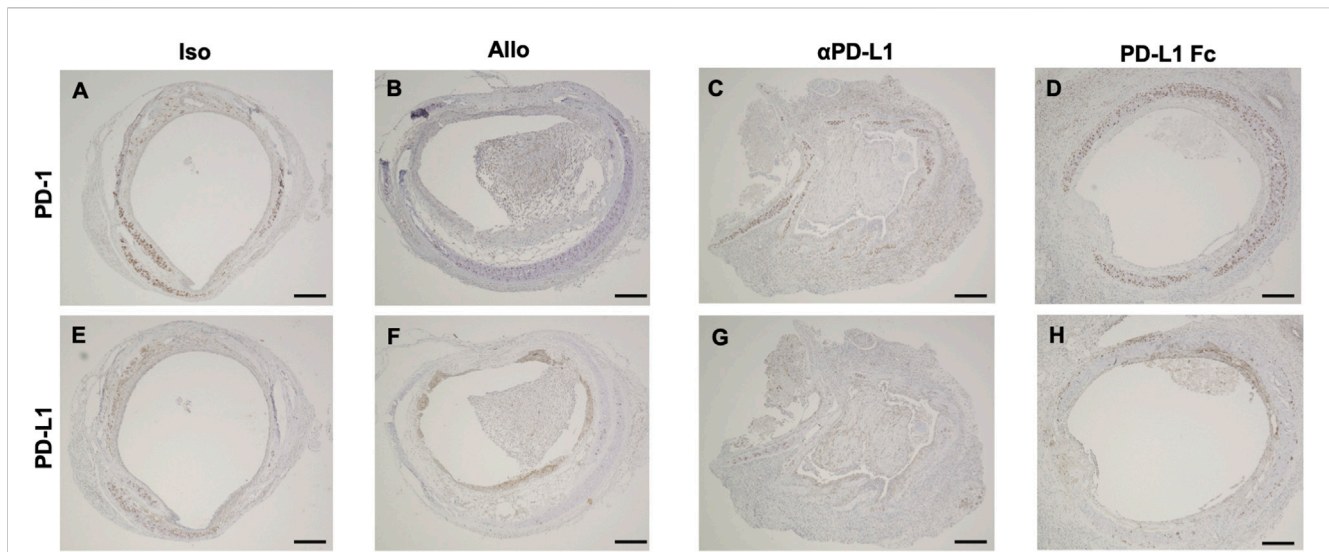 Iso Allo αPD-L1 PD-L1 Fc
A B C D
PD-1
E F G H
PD-L1